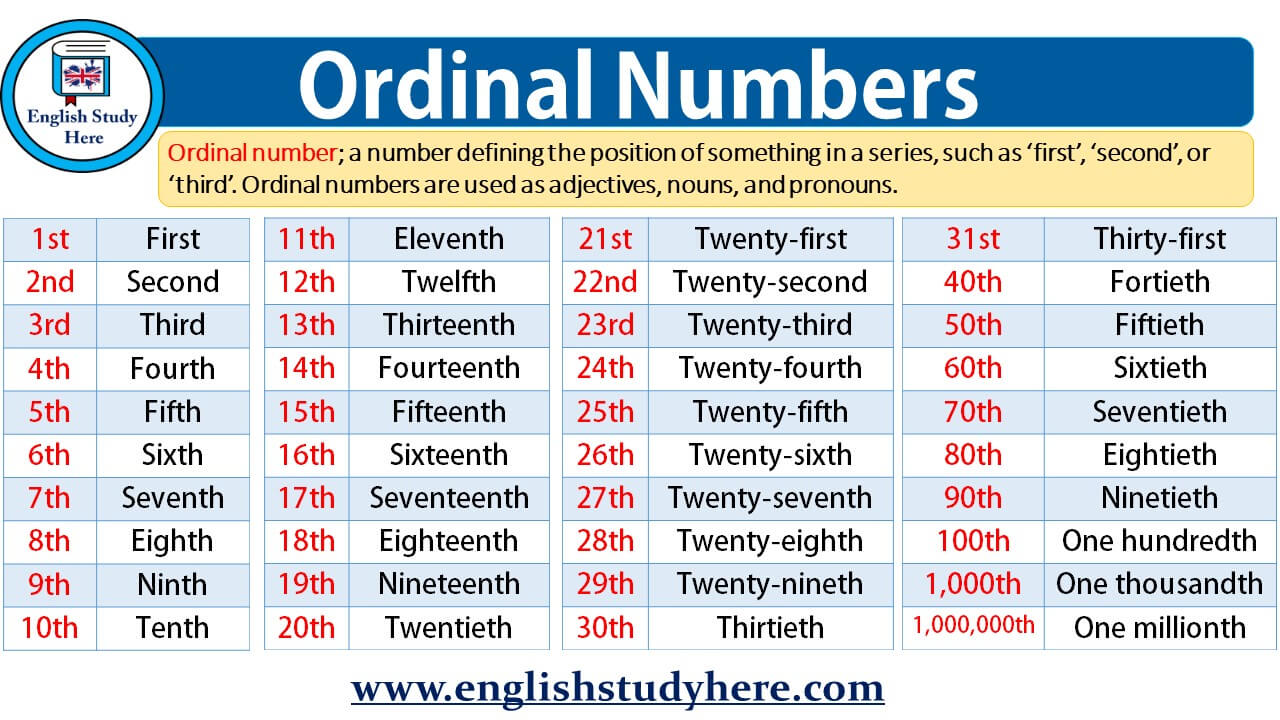 English Study
Here
Ordinal Numbers
Ordinal number; a number defining the position of something in a series, such as ‘first’, ‘second’, or
‘third’. Ordinal numbers are used as adjectives, nouns, and pronouns.
1st First
2nd Second
3rd Third
4th Fourth
5th Fifth
6th Sixth
7th Seventh
8th Eighth
9th Ninth
10th Tenth
11th Eleventh
12th Twelfth
13th Thirteenth
14th Fourteenth
15th Fifteenth
16th Sixteenth
17th Seventeenth
18th Eighteenth
19th Nineteenth
20th Twentieth
21st Twenty-first
22nd Twenty-second
23rd Twenty-third
24th Twenty-fourth
25th Twenty-fifth
26th Twenty-sixth
27th Twenty-seventh
28th Twenty-eighth
29th Twenty-nineth
30th Thirtieth
31st Thirty-first
40th Fortieth
50th Fiftieth
60th Sixtieth
70th Seventieth
80th Eightieth
90th Ninetieth
100th One hundredth
1,000th One thousandth
1,000,000th One millionth
www.englishstudyhere.com